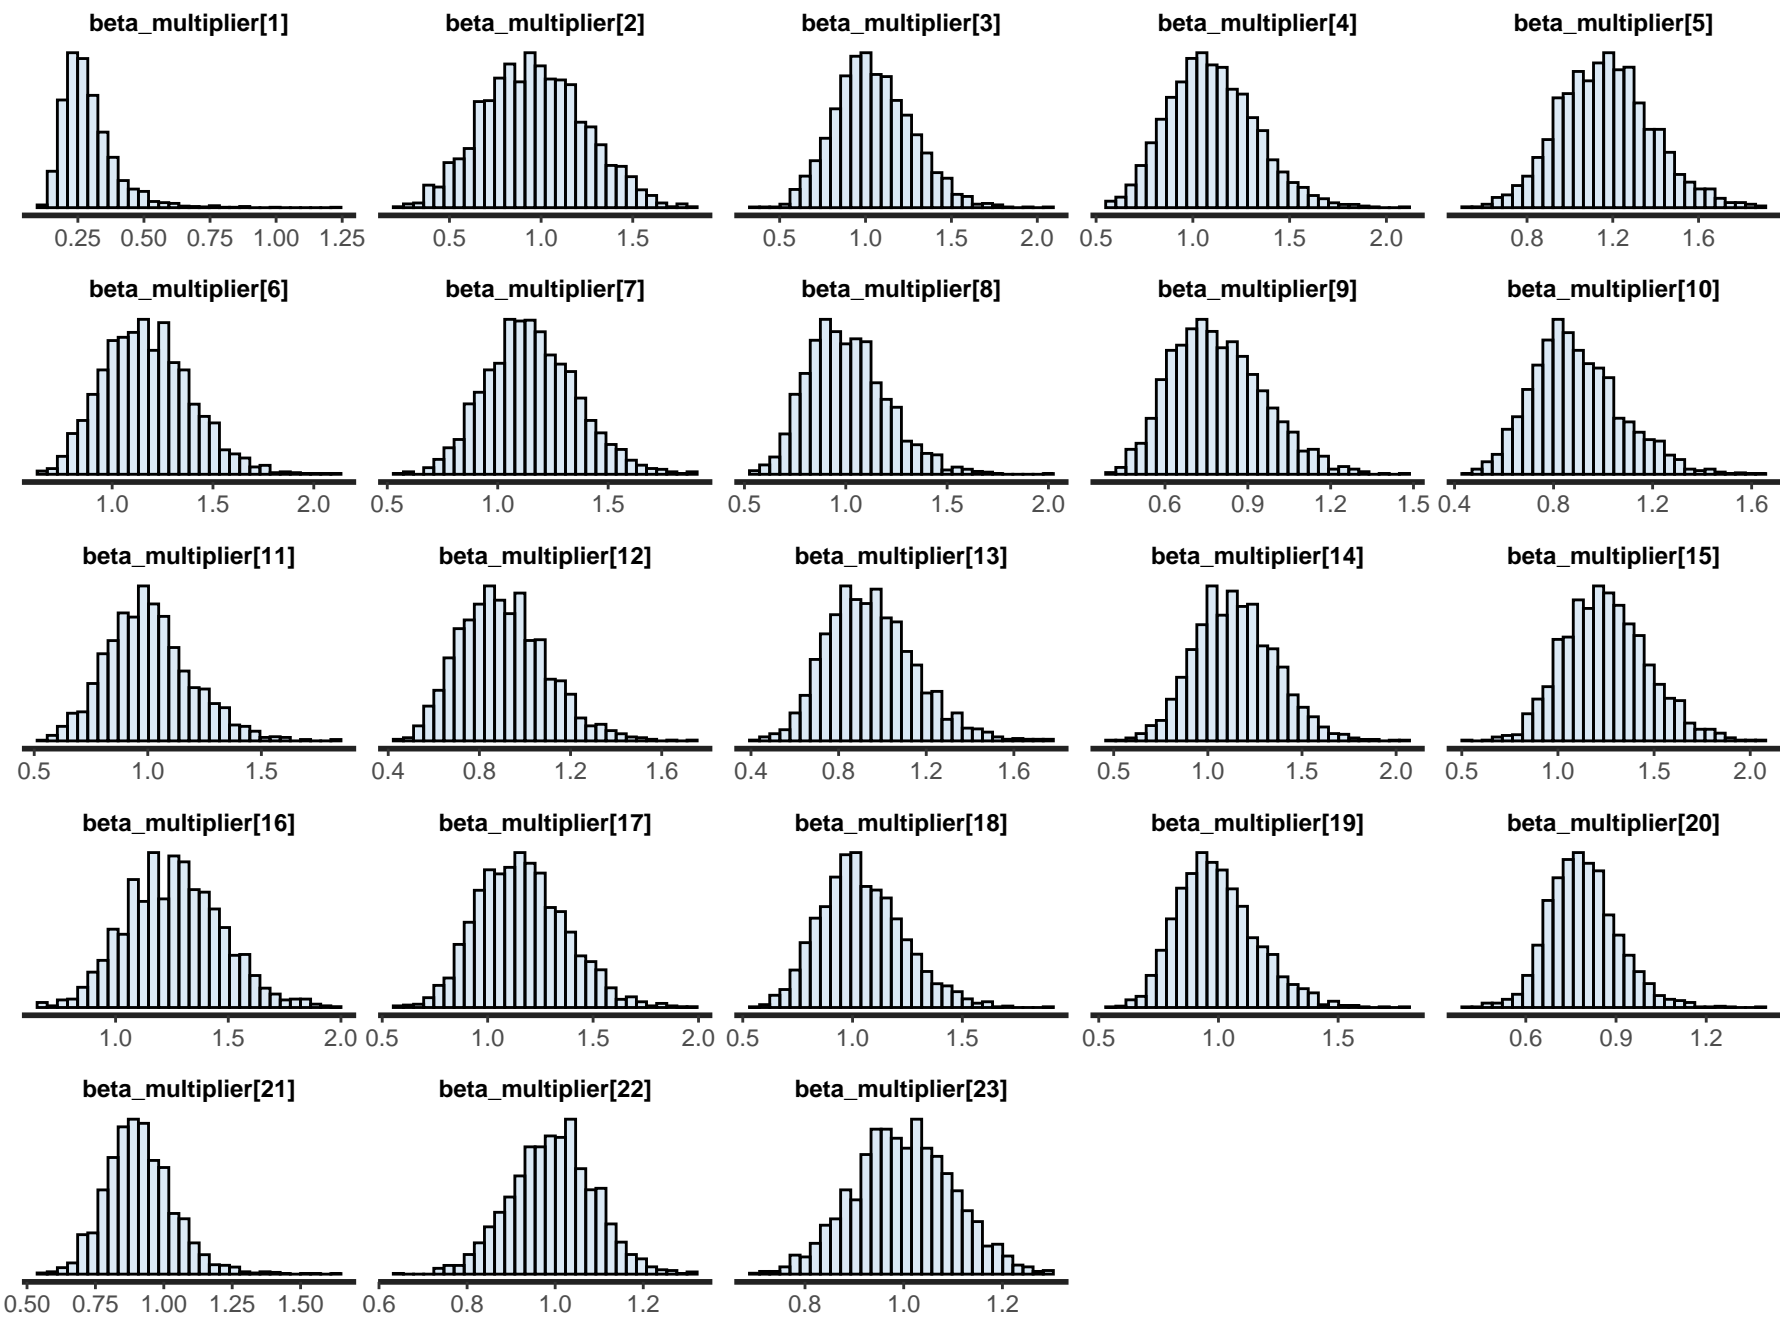 beta_multiplier[1] beta_multiplier[2] beta_multiplier[3] beta_multiplier[4] beta_multiplier[5]
0.25 0.50 0.75 1.00 1.25 0.5 1.0 1.5 0.5 1.0 1.5 2.0 0.5 1.0 1.5 2.0 0.8 1.2 1.6
beta_multiplier[6] beta_multiplier[7] beta_multiplier[8] beta_multiplier[9] beta_multiplier[10]
1.0 1.5 2.0 0.5 1.0 1.5 0.5 1.0 1.5 2.0 0.6 0.9 1.2 1.5 0.4 0.8 1.2 1.6
beta_multiplier[11] beta_multiplier[12] beta_multiplier[13] beta_multiplier[14] beta_multiplier[15]
0.5 1.0 1.5 0.4 0.8 1.2 1.6 0.4 0.8 1.2 1.6 0.5 1.0 1.5 2.0 0.5 1.0 1.5 2.0
beta_multiplier[16] beta_multiplier[17] beta_multiplier[18] beta_multiplier[19] beta_multiplier[20]
1.0 1.5 2.0 0.5 1.0 1.5 2.0 0.5 1.0 1.5 0.5 1.0 1.5 0.6 0.9 1.2
beta_multiplier[21] beta_multiplier[22] beta_multiplier[23]
0.50 0.75 1.00 1.25 1.50 0.6 0.8 1.0 1.2 0.8 1.0 1.2